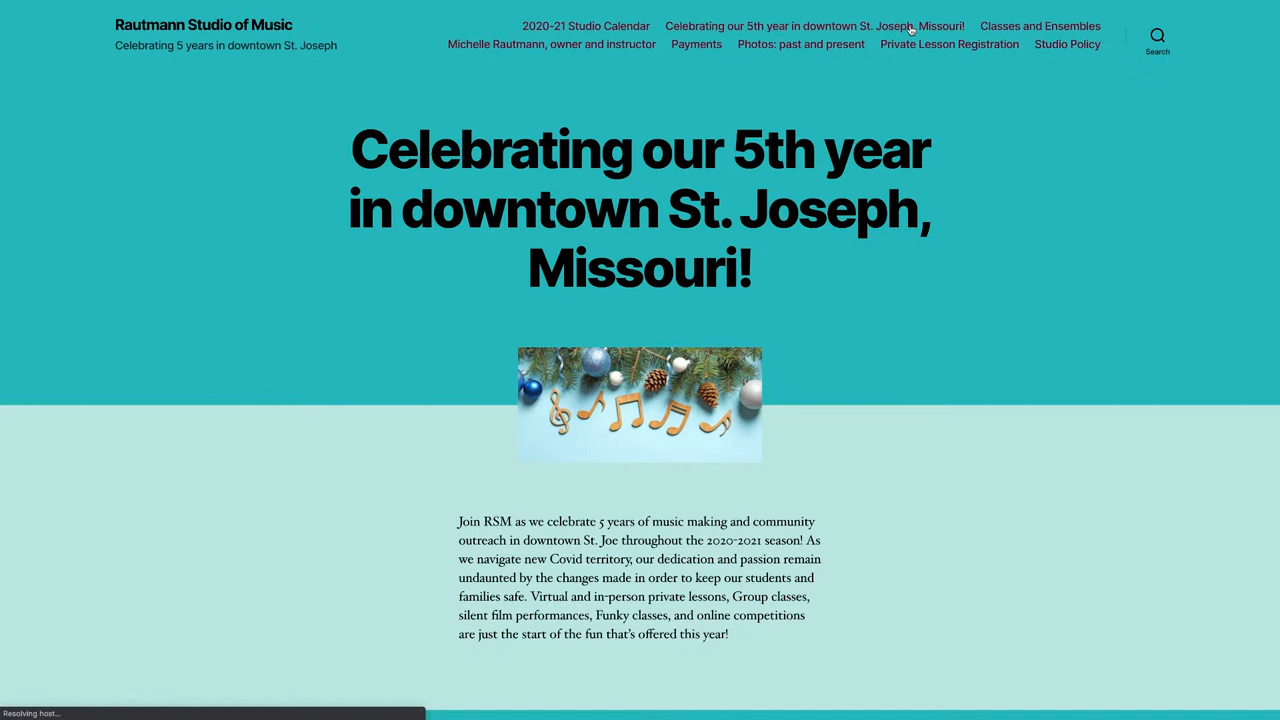 Rautmann Studio of Music
Celebrating 5 years in downtown St. Joseph
2020-21 Studio Calendar Celebrating our 5th year in downtown St. Joseph, Missouri! Classes and Ensembles
Michelle Rautmann, owner and instructor Payments Photos: past and present Private Lesson Registration Studio Policy
Search
Celebrating our 5th year
in downtown St. Joseph,
Missouri!
Join RSM as we celebrate 5 years of music making and community
outreach in downtown St. Joe throughout the 2020-2021 season! As
we navigate new Covid territory, our dedication and passion remain
undaunted by the changes made in order to keep our students and
families safe. Virtual and in-person private lessons, Group classes,
silent film performances, Funky classes, and online competitions
are just the start of the fun that's offered this year!
Resolving host...